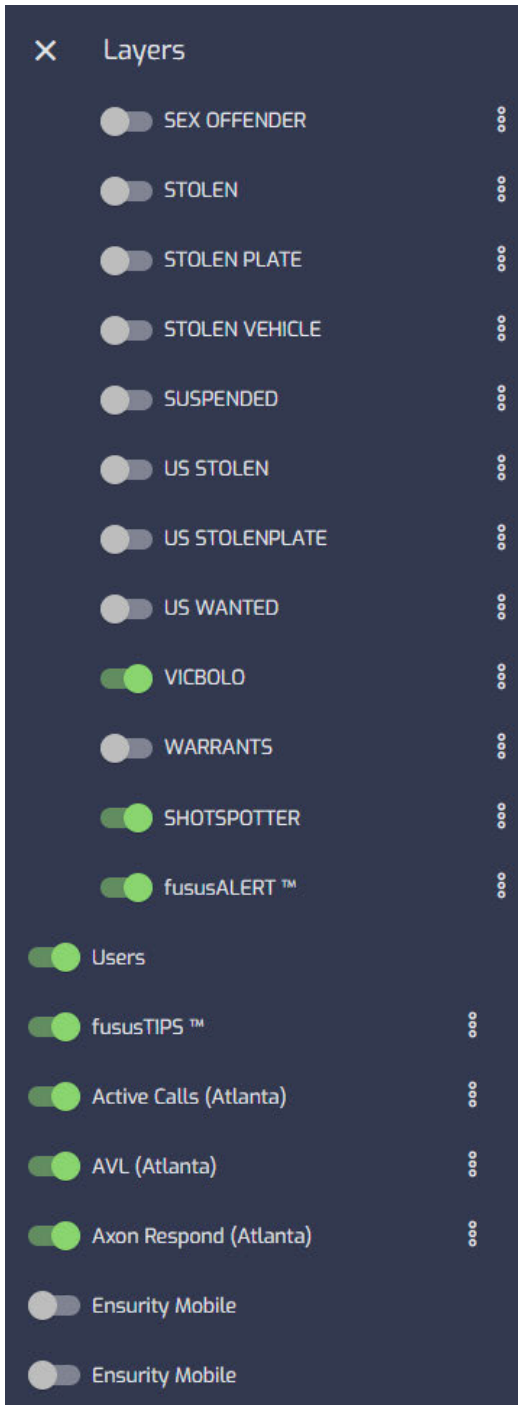 Layers
SEX OFFENDER
STOLEN
STOLEN PLATE
STOLEN VEHICLE
SUSPENDED
US STOLEN
US STOLENPLATE
US WANTED
VICBOLO
WARRANTS
SHOTSPOTTER
fususALERT ™
Users
fususTIPS ™
Active Calls (Atlanta)
AVL (Atlanta)
Axon Respond (Atlanta)
Ensurity Mobile
Ensurity Mobile